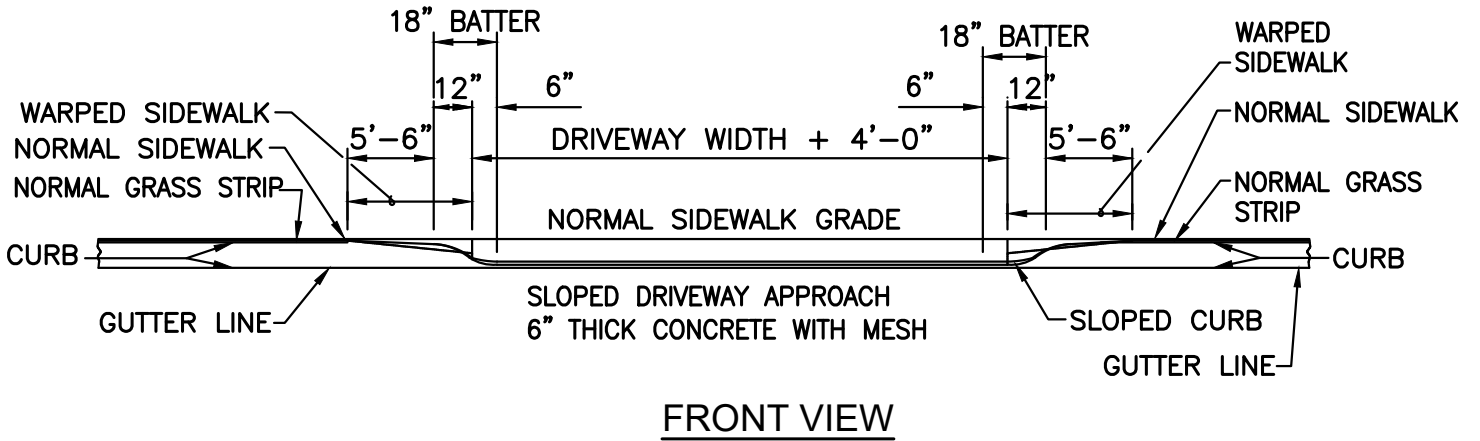 18" BATTER
18" BATTER
WARPED
SIDEWALK
12"
6"
6"
12"
WARPED SIDEWALK
NORMAL SIDEWALK
5'-6"
DRIVEWAY WIDTH + 4'-0"
5'-6"
NORMAL SIDEWALK
NORMAL GRASS STRIP
NORMAL GRASS
STRIP
NORMAL SIDEWALK GRADE
CURB
CURB
SLOPED DRIVEWAY APPROACH
6" THICK CONCRETE WITH MESH
GUTTER LINE
SLOPED CURB
GUTTER LINE
FRONT VIEW